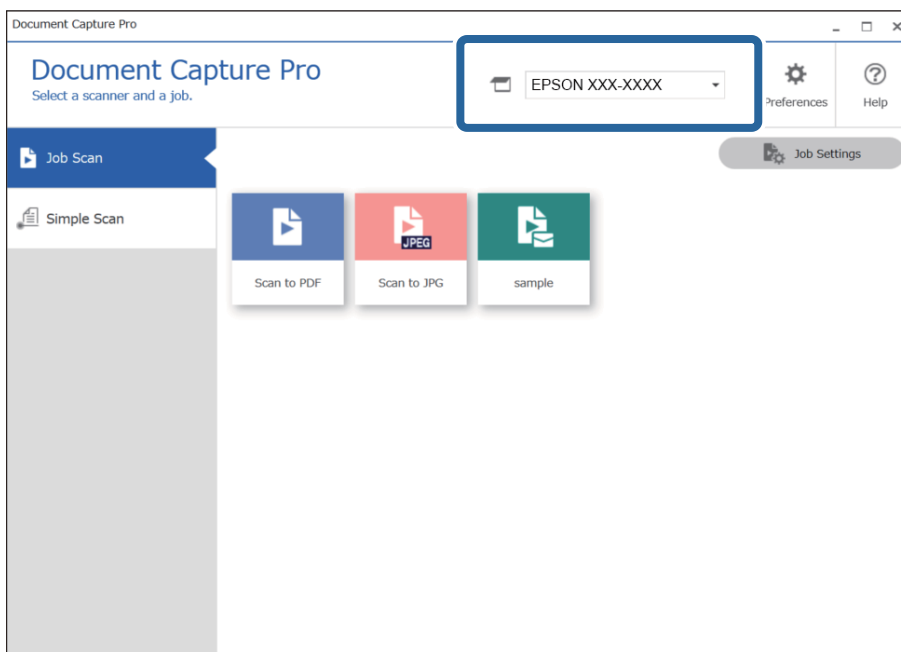 Document Capture Pro
Document Capture Pro
Select a scanner and a job.
EPSON XXX-XXXX
Preferences
Help
Job Scan
Job Settings
Simple Scan
JPEG
Scan to PDF
Scan to JPG
sample